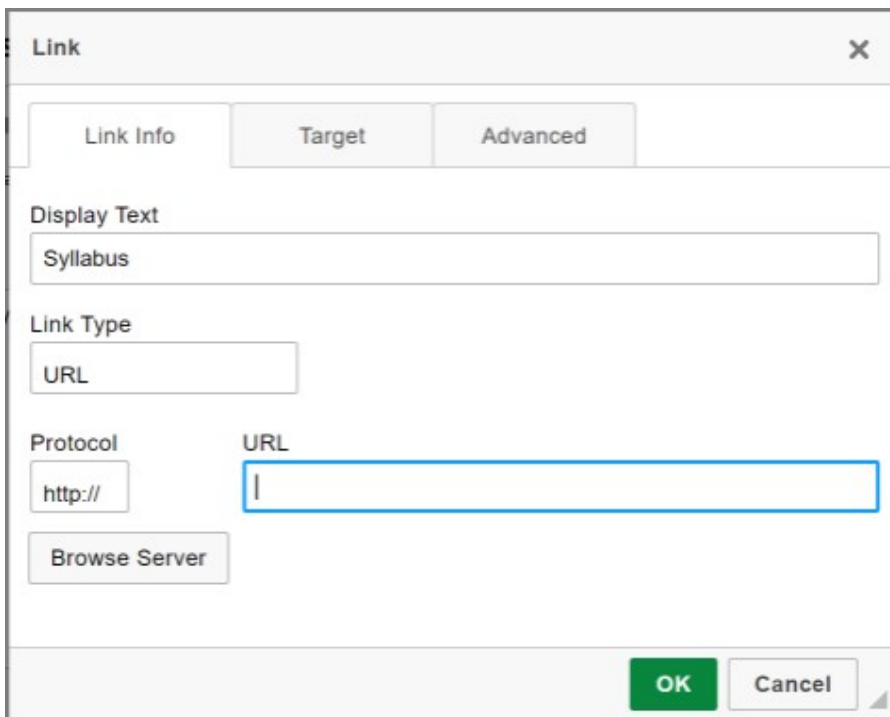 Link
Link Info Target Advanced
Display Text
Syllabus
Link Type
URL
Protocol URL
http://
Browse Server
OK Cancel